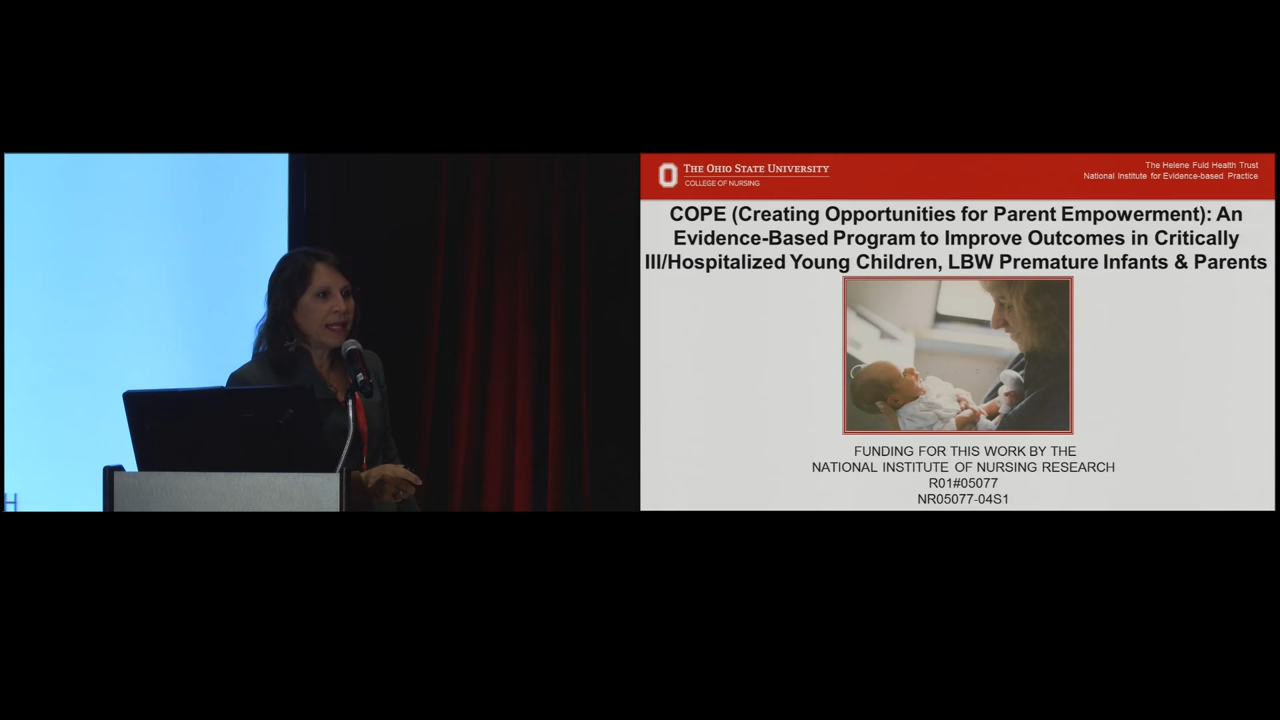 THE OHIO STATE UNIVERSITY
COLLEGE OF NURSING
The Helene Fuld Health Trust
National Institute for Evidence-based Practice
COPE (Creating Opportunities for Parent Empowerment): An
Evidence-Based Program to Improve Outcomes in Critically
Ill/Hospitalized Young Children, LBW Premature Infants & Parents
FUNDING FOR THIS WORK BY THE
NATIONAL INSTITUTE OF NURSING RESEARCH
R01#05077
NR05077-04S1
H